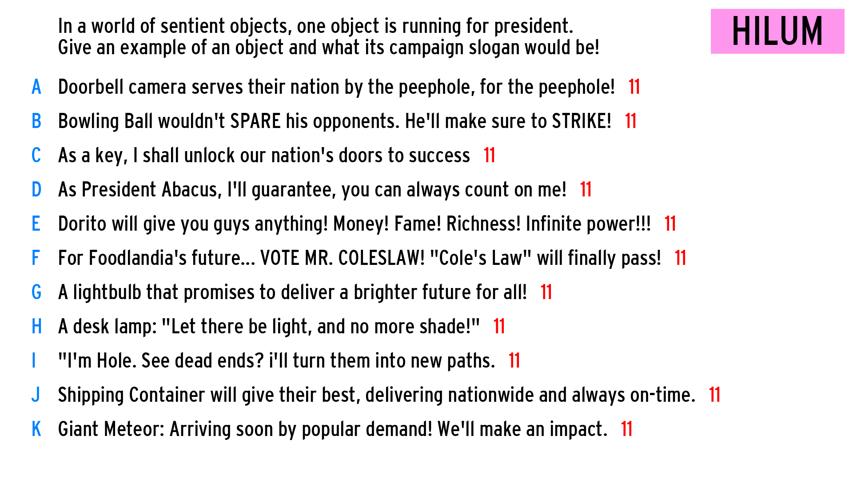 In a world of sentient objects, one object is running for president.
Give an example of an object and what its campaign slogan would be!
HILUM
A Doorbell camera serves their nation by the peephole, for the peephole! 11
B Bowling Ball wouldn't SPARE his opponents. He'll make sure to STRIKE! 11
C As a key, I shall unlock our nation's doors to success 11
D As President Abacus, I'll guarantee, you can always count on me! 11
E Dorito will give you guys anything! Money! Fame! Richness! Infinite power!!! 11
F For Foodlandia's future... VOTE MR. COLESLAW! "Cole's Law" will finally pass! 11
G A lightbulb that promises to deliver a brighter future for all! 11
H A desk lamp: "Let there be light, and no more shade!" 11
I "I'm Hole. See dead ends? i'll turn them into new paths. 11
J Shipping Container will give their best, delivering nationwide and always on-time. 11
K Giant Meteor: Arriving soon by popular demand! We'll make an impact. 11